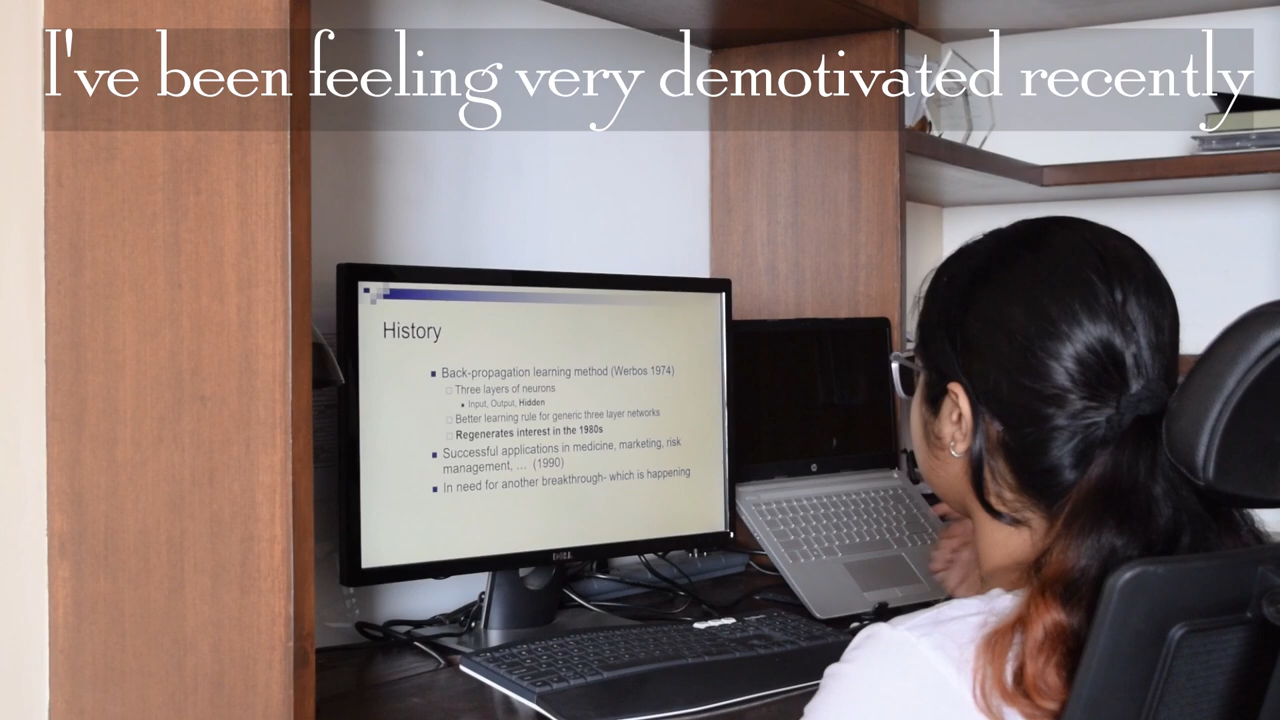 I've been feeling very demotivated recently
History
Back-propagation learning method (Werbos 1974)
Three layers of neurons
Input, Output, Hidden
Better learning rule for generic three layer networks
Regenerates interest in the 1980s
Successful applications in medicine, marketing, risk
management, … (1990)
In need for another breakthrough- which is happening
DELL
hp